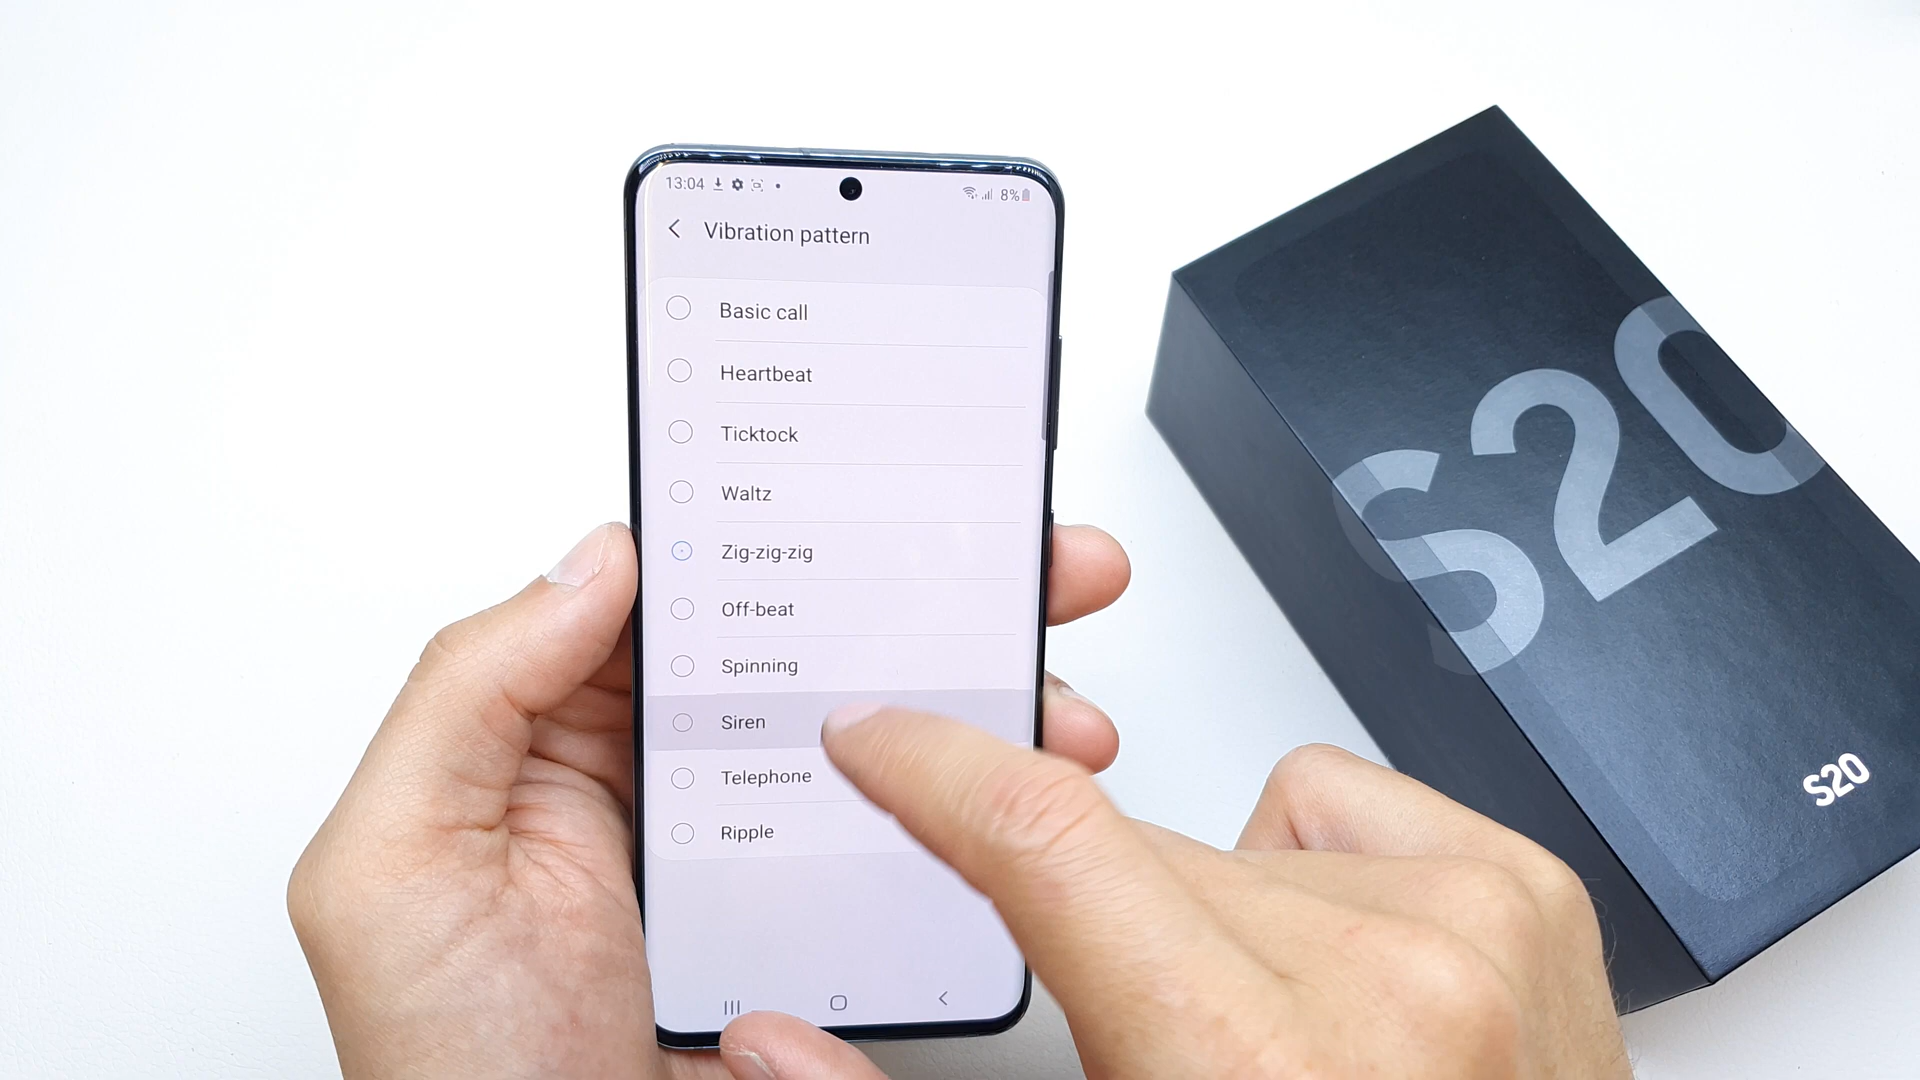 13:04
8%
Vibration pattern
Basic call
Heartbeat
Ticktock
Waltz
Zig-zig-zig
Off-beat
Spinning
Siren
Telephone
Ripple
S20
S20